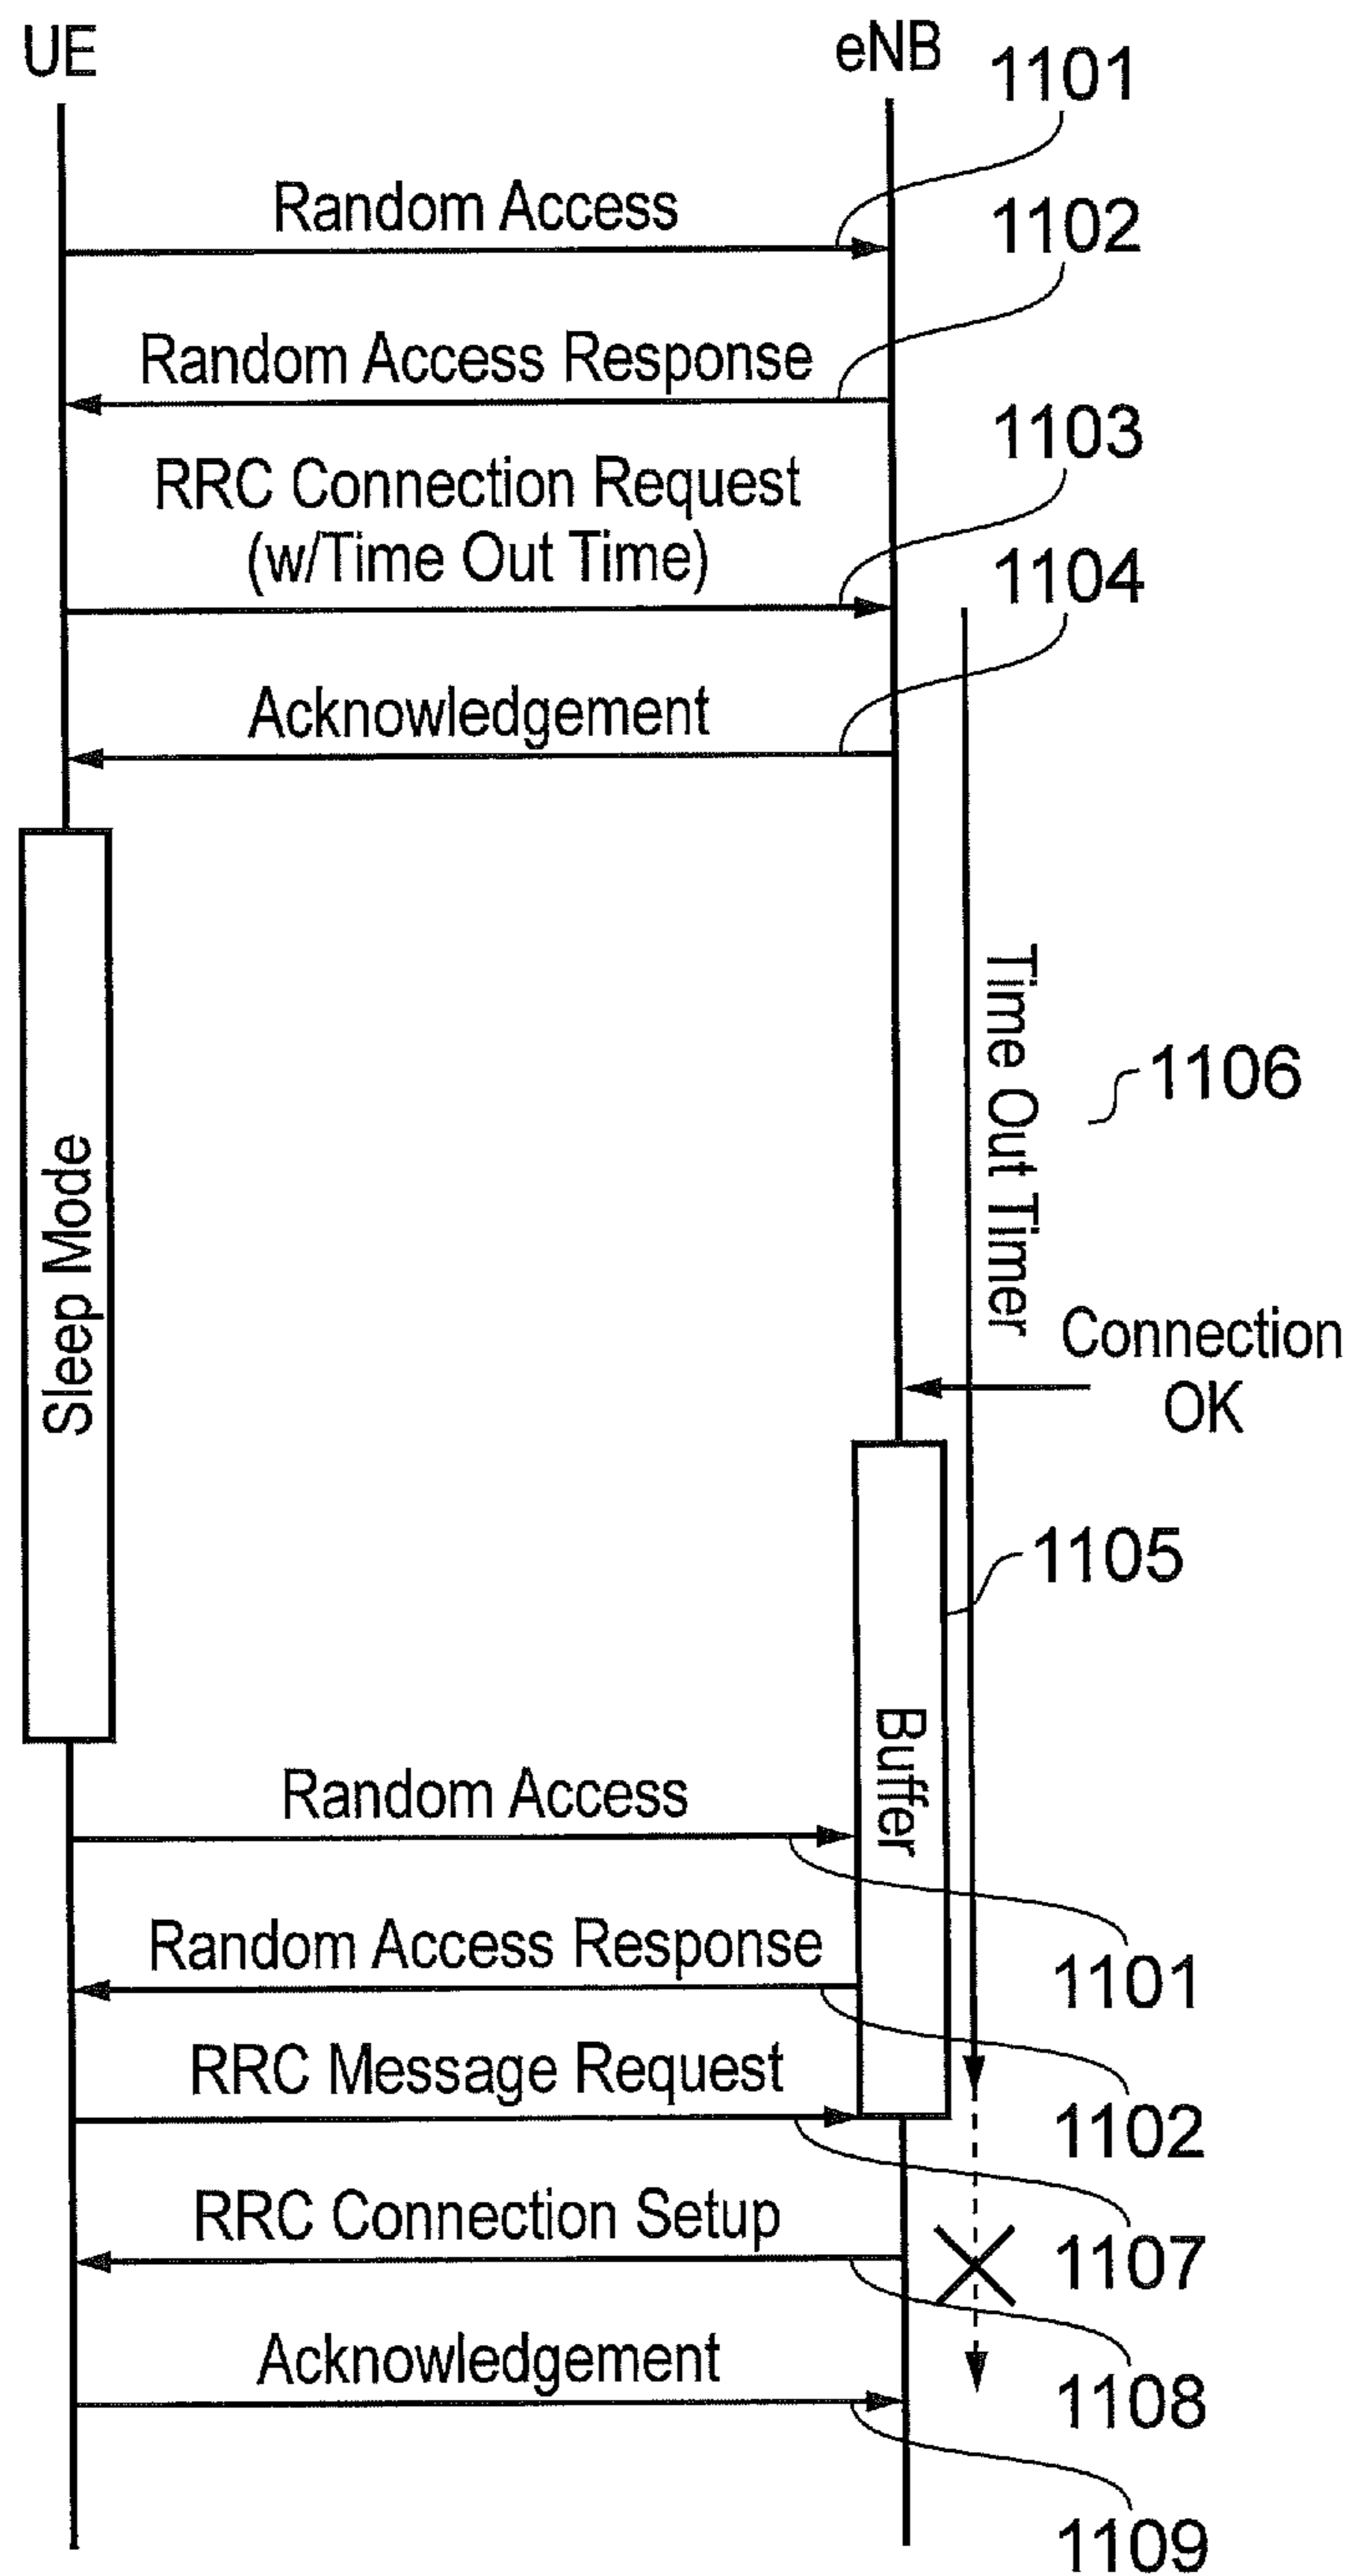 UE
eNB
1101
Random Access
1102
Random Access Response
1103
RRC Connection Request
(w/Time Out Time)
1104
Acknowledgement
Sleep Mode
Time Out Timer
1106
Connection
OK
1105
Buffer
Random Access
1101
Random Access Response
1102
RRC Message Request
1107
RRC Connection Setup
1108
Acknowledgement
1109